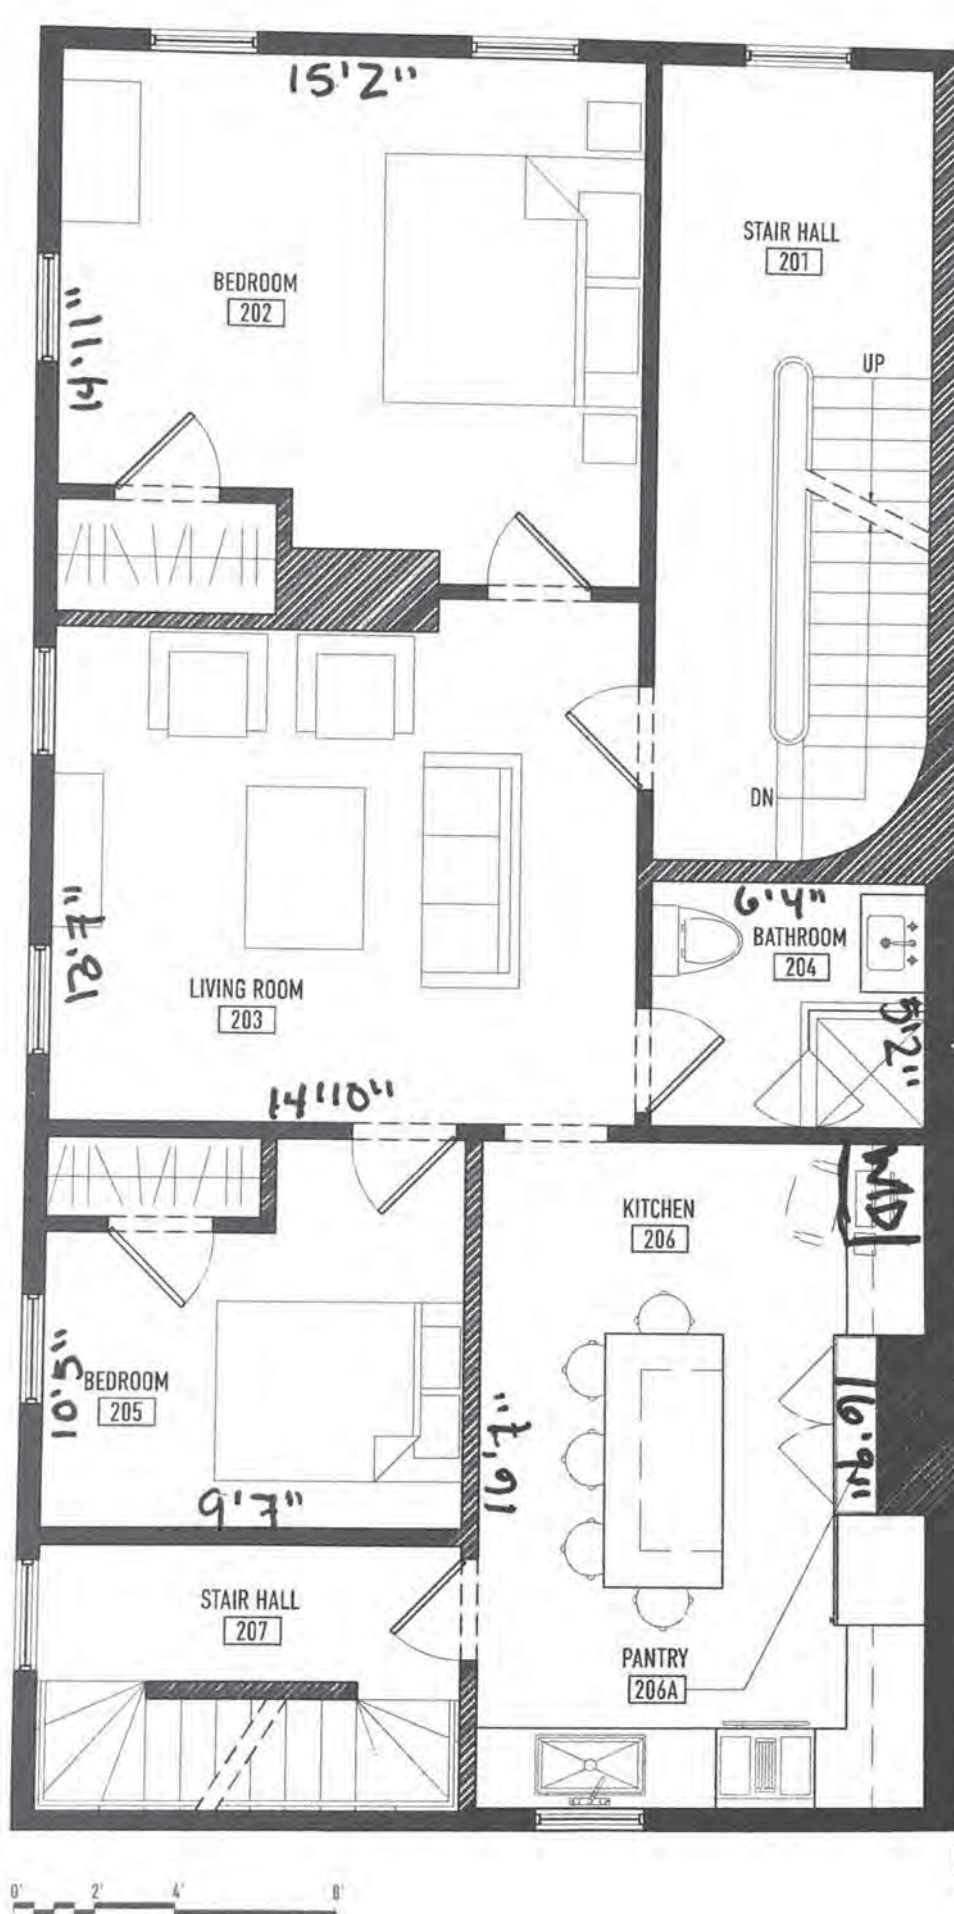 15'2"
STAIR HALL
201
BEDROOM
202
14'11"
UP
DN
6'4"
BATHROOM
204
13'7"
LIVING ROOM
203
5'2"
14'10"
W/D
KITCHEN
206
10'5"
BEDROOM
205
16'7"
16'9"
9'7"
STAIR HALL
207
PANTRY
206A
0' 2' 4' 8'